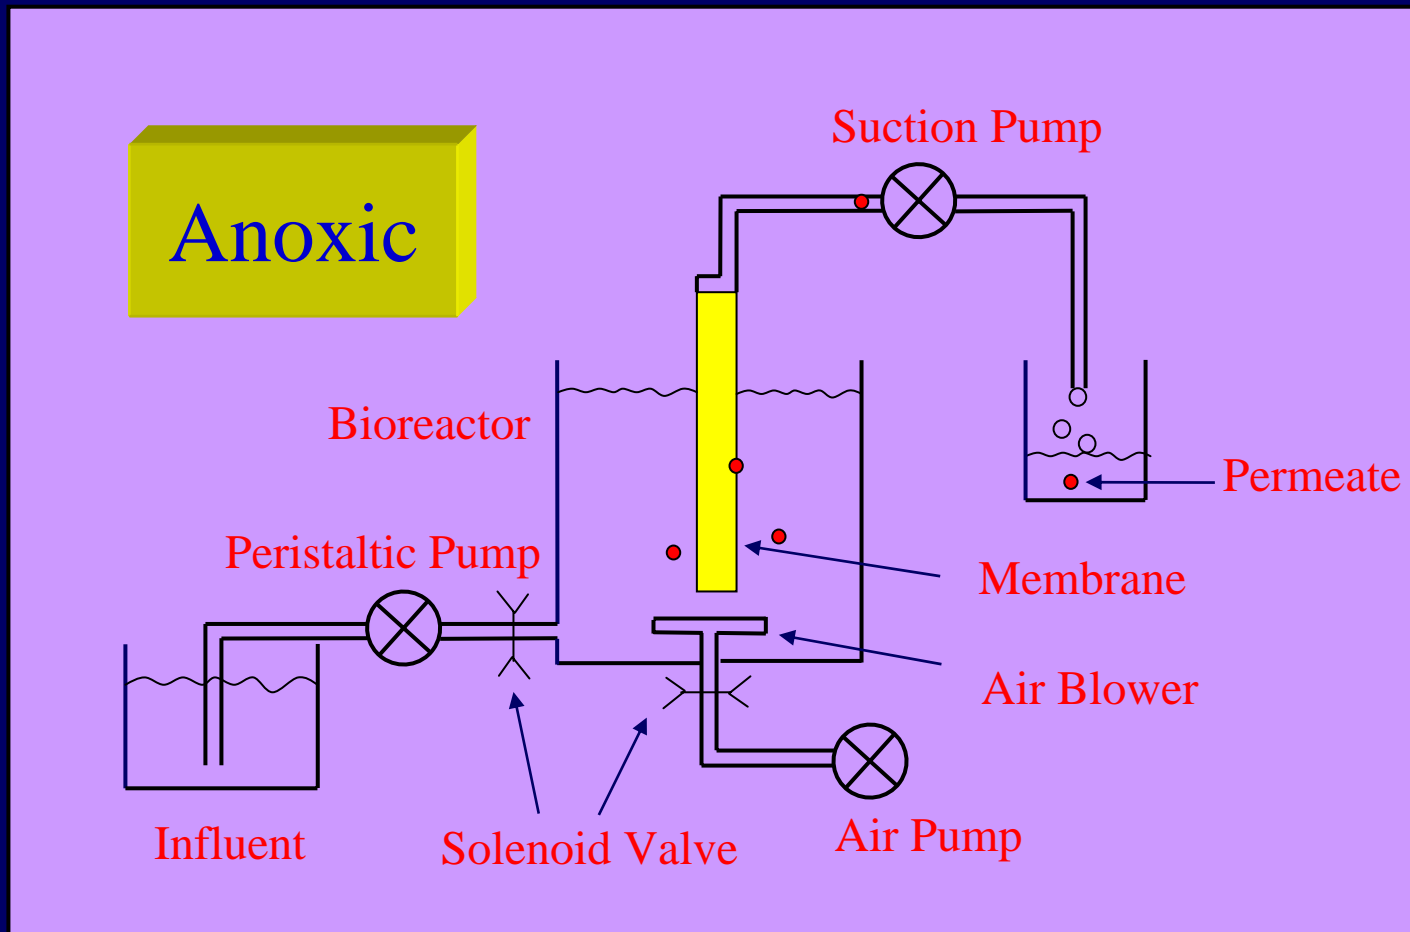 Suction Pump
Anoxic
Bioreactor
Permeate
Peristaltic Pump
Membrane
Air Blower
Influent
Solenoid Valve
Air Pump